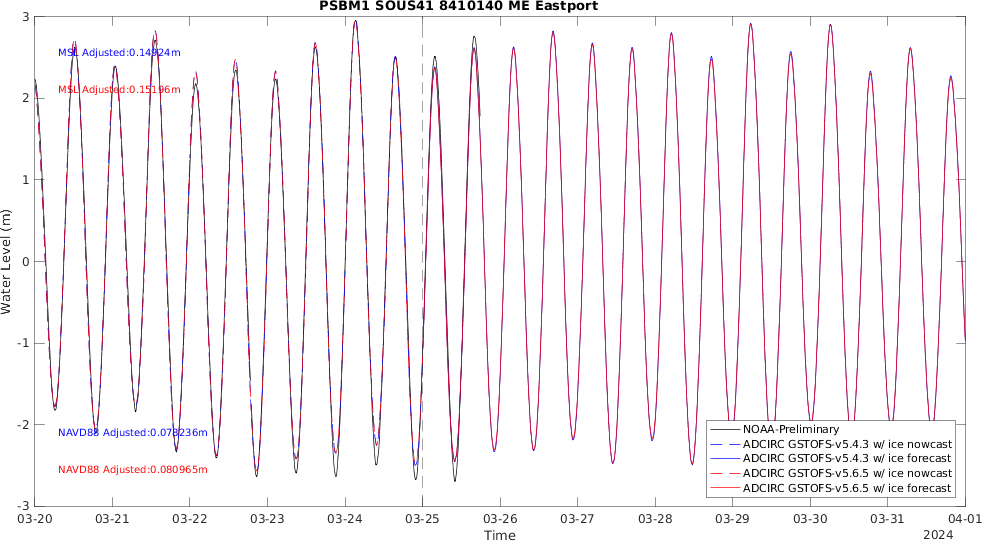 PSBM1 SOUS41 8410140 ME Eastport
3
2
1
0
-1
-2
-3
Water Level (m)
MSL Adjusted:0.14924m
MSL Adjusted:0.15196m
NAVD88 Adjusted:0.078236m
NAVD88 Adjusted:0.080965m
NOAA-Preliminary
ADCIRC GSTOFS-v5.4.3 w/ ice nowcast
ADCIRC GSTOFS-v5.4.3 w/ ice forecast
ADCIRC GSTOFS-v5.6.5 w/ ice nowcast
ADCIRC GSTOFS-v5.6.5 w/ ice forecast
03-20 03-21 03-22 03-23 03-24 03-25 03-26 03-27 03-28 03-29 03-30 03-31 04-01
Time
2024